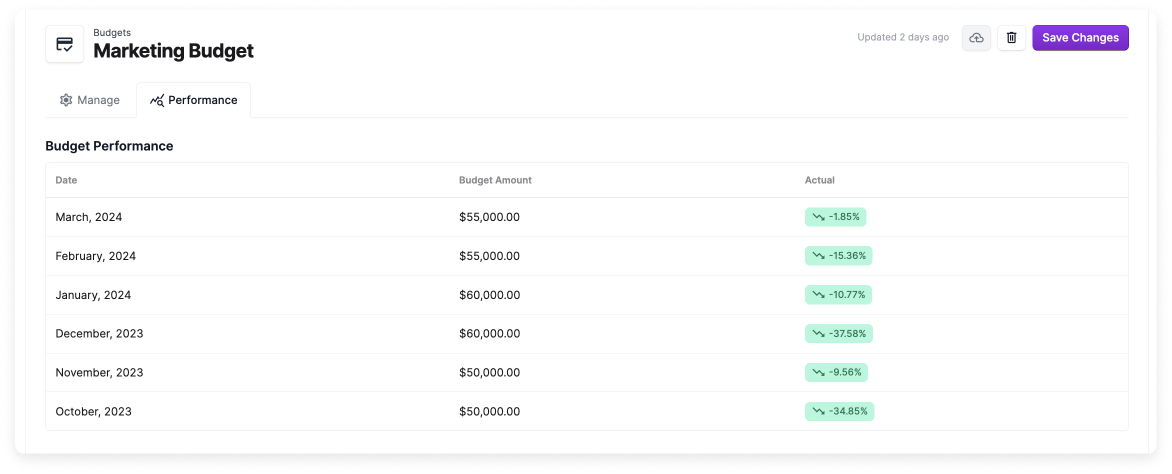 Budgets
Marketing Budget
Updated 2 days ago
Save Changes
Manage
Performance
Budget Performance
Date Budget Amount Actual
March, 2024 $55,000.00 -1.85%
February, 2024 $55,000.00 -15.36%
January, 2024 $60,000.00 -10.77%
December, 2023 $60,000.00 -37.58%
November, 2023 $50,000.00 -9.56%
October, 2023 $50,000.00 -34.85%